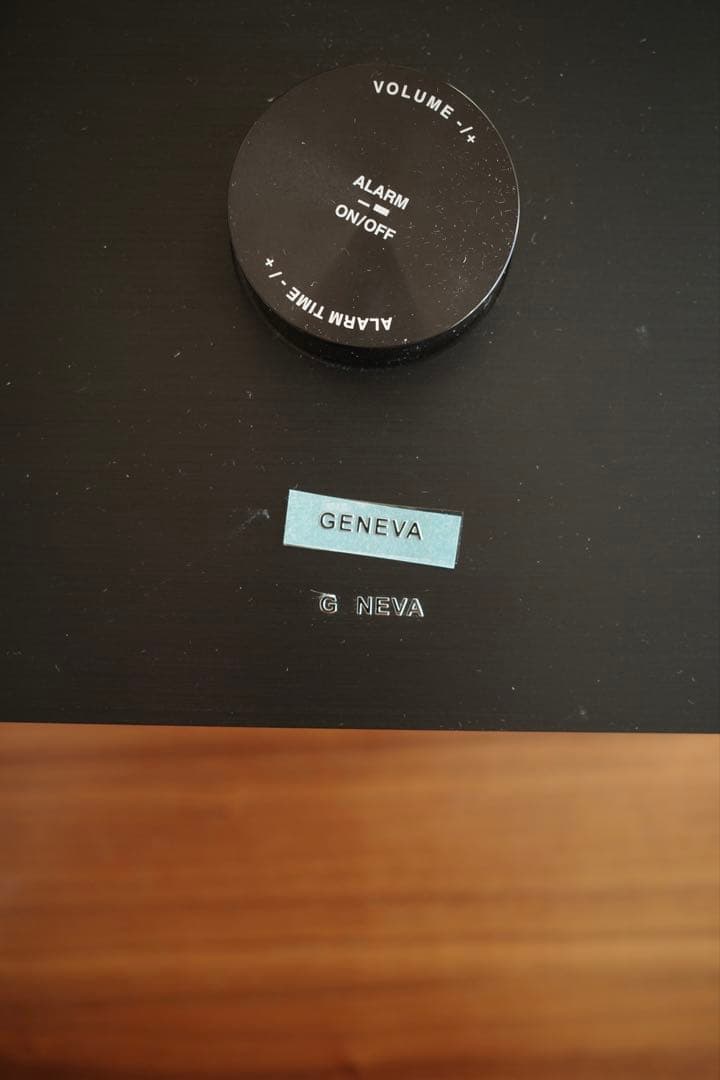 VOLUME -/+
ALARM
ON/OFF
ALARM TIME - / +
GENEVA
G NEVA